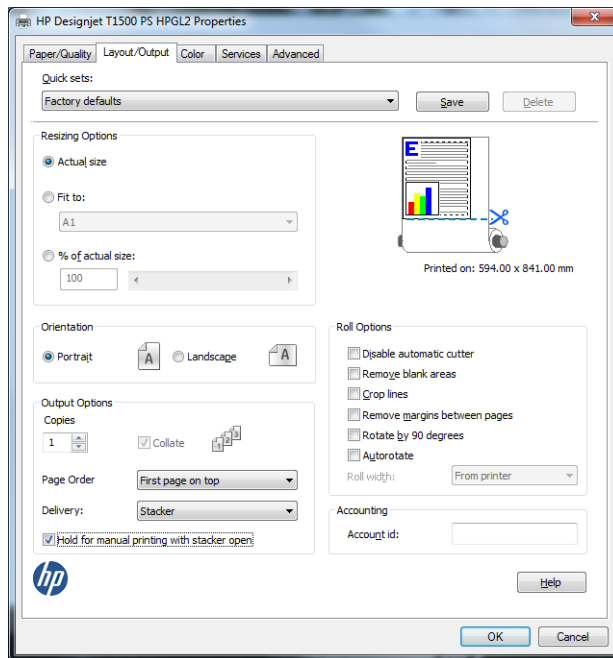 HP Designjet T1500 PS HPGL2 Properties
Paper/Quality Layout/Output Color Services Advanced
Quick sets:
Factory defaults Save Delete
Resizing Options
Actual size
Fit to:
A1
% of actual size:
100
E
Printed on: 594.00 x 841.00 mm
Orientation
Portrait A Landscape A
Output Options
Copies
1 Collate 1 2 3
Page Order First page on top
Delivery: Stacker
Hold for manual printing with stacker open
Roll Options
Disable automatic cutter
Remove blank areas
Crop lines
Remove margins between pages
Rotate by 90 degrees
Autorotate
Roll width: From printer
Accounting
Account id:
hp
Help
OK Cancel